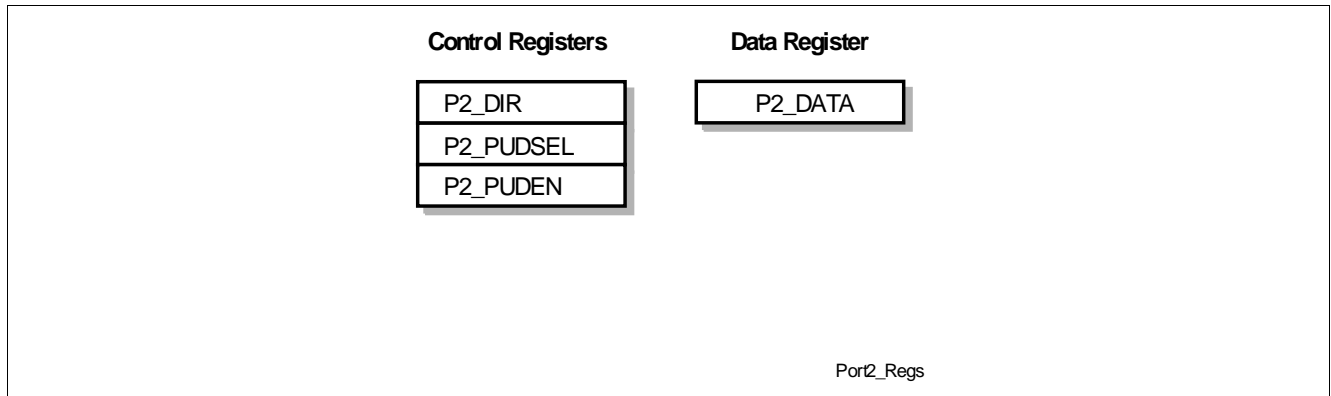 Control Registers
Data Register
P2_DIR
P2_DATA
P2_PUDSEL
P2_PUDEN
Port2_Regs